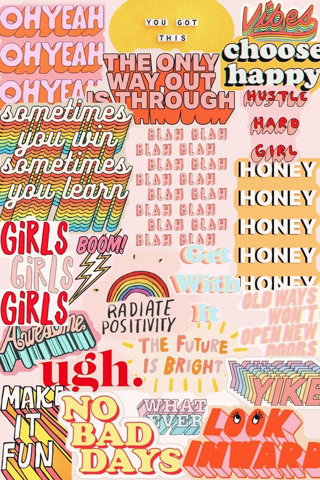 OHYEAH
OHYEAH
OHYEAH
YOU GOT
THIS
Vibes
choose
happy
THE ONLY
WAY OUT
IS THROUGH
HUSTLE
HARD
GIRL
sometimes
you win
sometimes
you learn
BLAH BLAH
BLAH BLAH
BLAH BLAH
BLAH BLAH
BLAH BLAH
BLAH BLAH
BLAH BLAH
BLAH BLAH
HONEY
HONEY
HONEY
HONEY
HONEY
GIRLS
GIRLS
GIRLS
BOOM!
Get
With
It
RADIATE
POSITIVITY
OLD WAYS
WON'T
OPEN NEW
DOORS
Awesome.
THE FUTURE
IS BRIGHT
ugh.
YIKE
MAKE
IT
FUN
NO
BAD
DAYS
WHAT
EVER
LOOK
INWARD